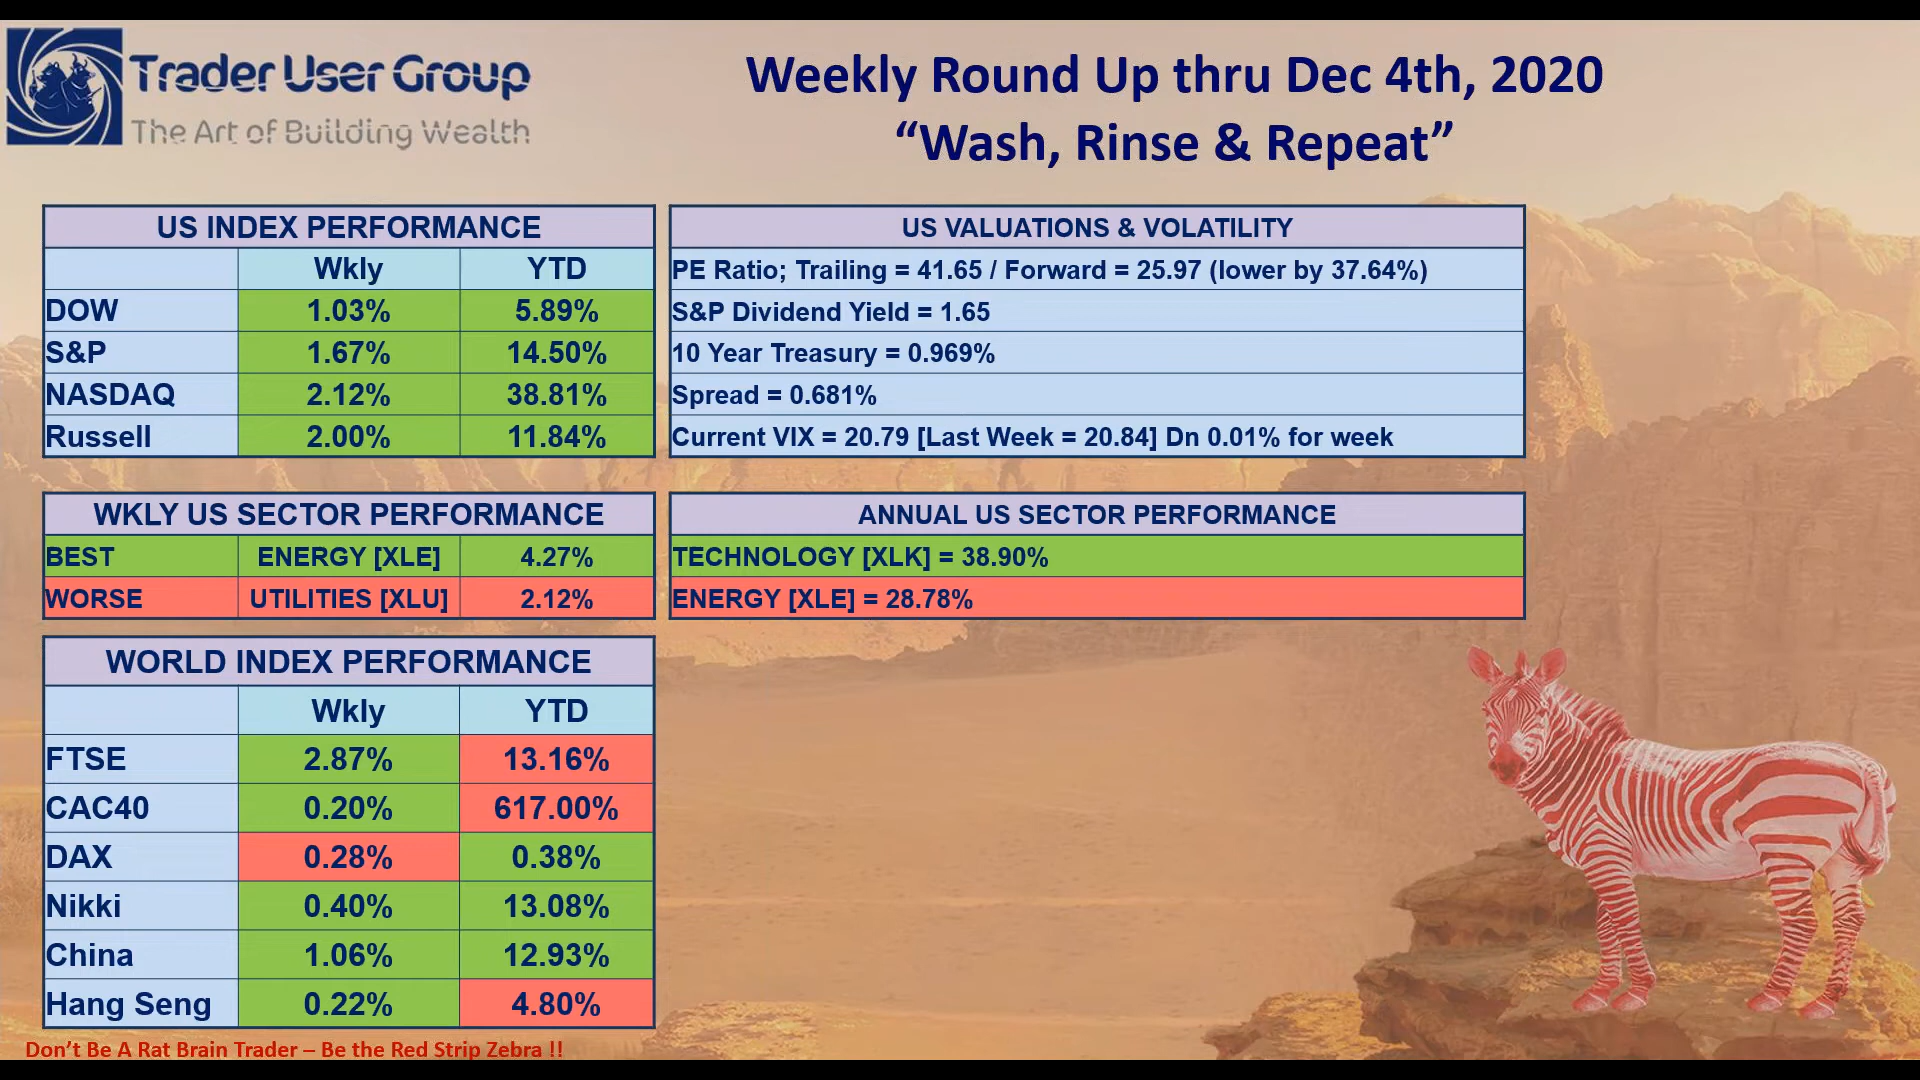 Trader User Group
The Art of Building Wealth
Weekly Round Up thru Dec 4th, 2020
“Wash, Rinse & Repeat”
US INDEX PERFORMANCE
Wkly YTD
DOW 1.03% 5.89%
S&P 1.67% 14.50%
NASDAQ 2.12% 38.81%
Russell 2.00% 11.84%
US VALUATIONS & VOLATILITY
PE Ratio; Trailing = 41.65 / Forward = 25.97 (lower by 37.64%)
S&P Dividend Yield = 1.65
10 Year Treasury = 0.969%
Spread = 0.681%
Current VIX = 20.79 [Last Week = 20.84] Dn 0.01% for week
WKLY US SECTOR PERFORMANCE
BEST ENERGY [XLE] 4.27%
WORSE UTILITIES [XLU] 2.12%
ANNUAL US SECTOR PERFORMANCE
TECHNOLOGY [XLK] = 38.90%
ENERGY [XLE] = 28.78%
WORLD INDEX PERFORMANCE
Wkly YTD
FTSE 2.87% 13.16%
CAC40 0.20% 617.00%
DAX 0.28% 0.38%
Nikki 0.40% 13.08%
China 1.06% 12.93%
Hang Seng 0.22% 4.80%
Don’t Be A Rat Brain Trader – Be the Red Strip Zebra !!